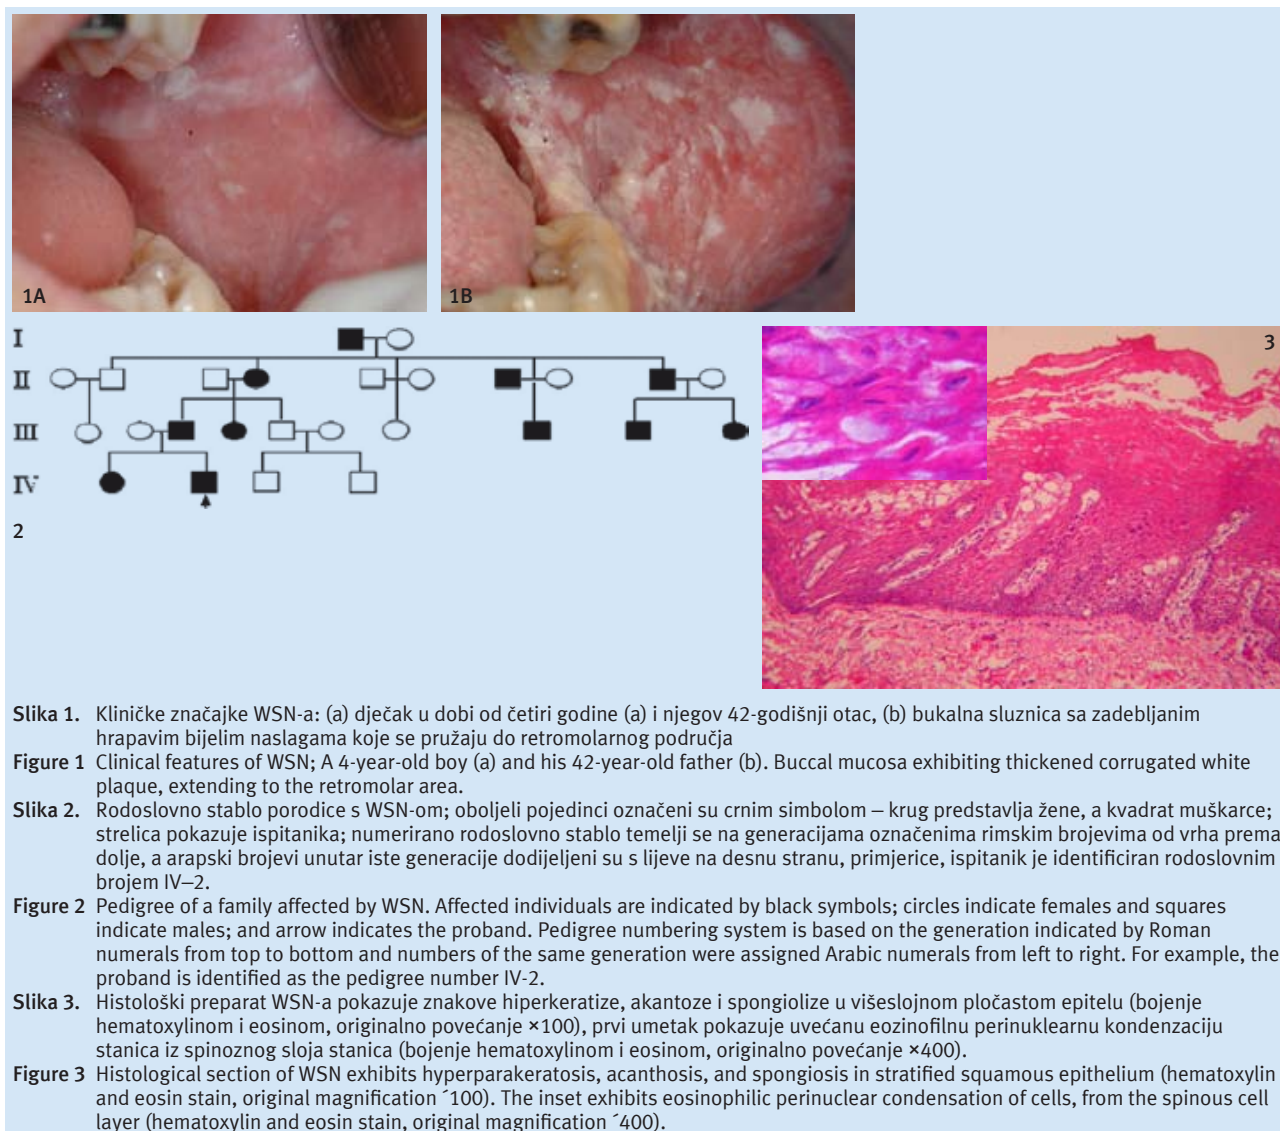 1A
1B
I
II
III
IV
2
3
Slika 1. Kliničke značajke WSN-a: (a) dječak u dobi od četiri godine (a) i njegov 42-godišnji otac, (b) bukalna sluznica sa zadebljanim
hrapavim bijelim naslagama koje se pružaju do retromolarnog područja
Figure 1 Clinical features of WSN; A 4-year-old boy (a) and his 42-year-old father (b). Buccal mucosa exhibiting thickened corrugated white
plaque, extending to the retromolar area.
Slika 2. Rodoslovno stablo porodice s WSN-om; oboljeli pojedinci označeni su crnim simbolom – krug predstavlja žene, a kvadrat muškarce;
strelica pokazuje ispitanika; numerirano rodoslovno stablo temelji se na generacijama označenima rimskim brojevima od vrha prema
dolje, a arapski brojevi unutar iste generacije dodijeljeni su s lijeve na desnu stranu, primjerice, ispitanik je identificiran rodoslovnim
brojem IV–2.
Figure 2 Pedigree of a family affected by WSN. Affected individuals are indicated by black symbols; circles indicate females and squares
indicate males; and arrow indicates the proband. Pedigree numbering system is based on the generation indicated by Roman
numerals from top to bottom and numbers of the same generation were assigned Arabic numerals from left to right. For example, the
proband is identified as the pedigree number IV-2.
Slika 3. Histološki preparat WSN-a pokazuje znakove hiperkeratize, akantoze i spongiolize u višeslojnom pločastom epitelu (bojenje
hematoxylinom i eosinom, originalno povećanje ×100), prvi umetak pokazuje uvećanu eozinofilnu perinuklearnu kondenzaciju
stanica iz spinoznog sloja stanica (bojenje hematoxylinom i eosinom, originalno povećanje ×400).
Figure 3 Histological section of WSN exhibits hyperparakeratosis, acanthosis, and spongiosis in stratified squamous epithelium (hematoxylin
and eosin stain, original magnification ´100). The inset exhibits eosinophilic perinuclear condensation of cells, from the spinous cell
layer (hematoxylin and eosin stain, original magnification ´400).